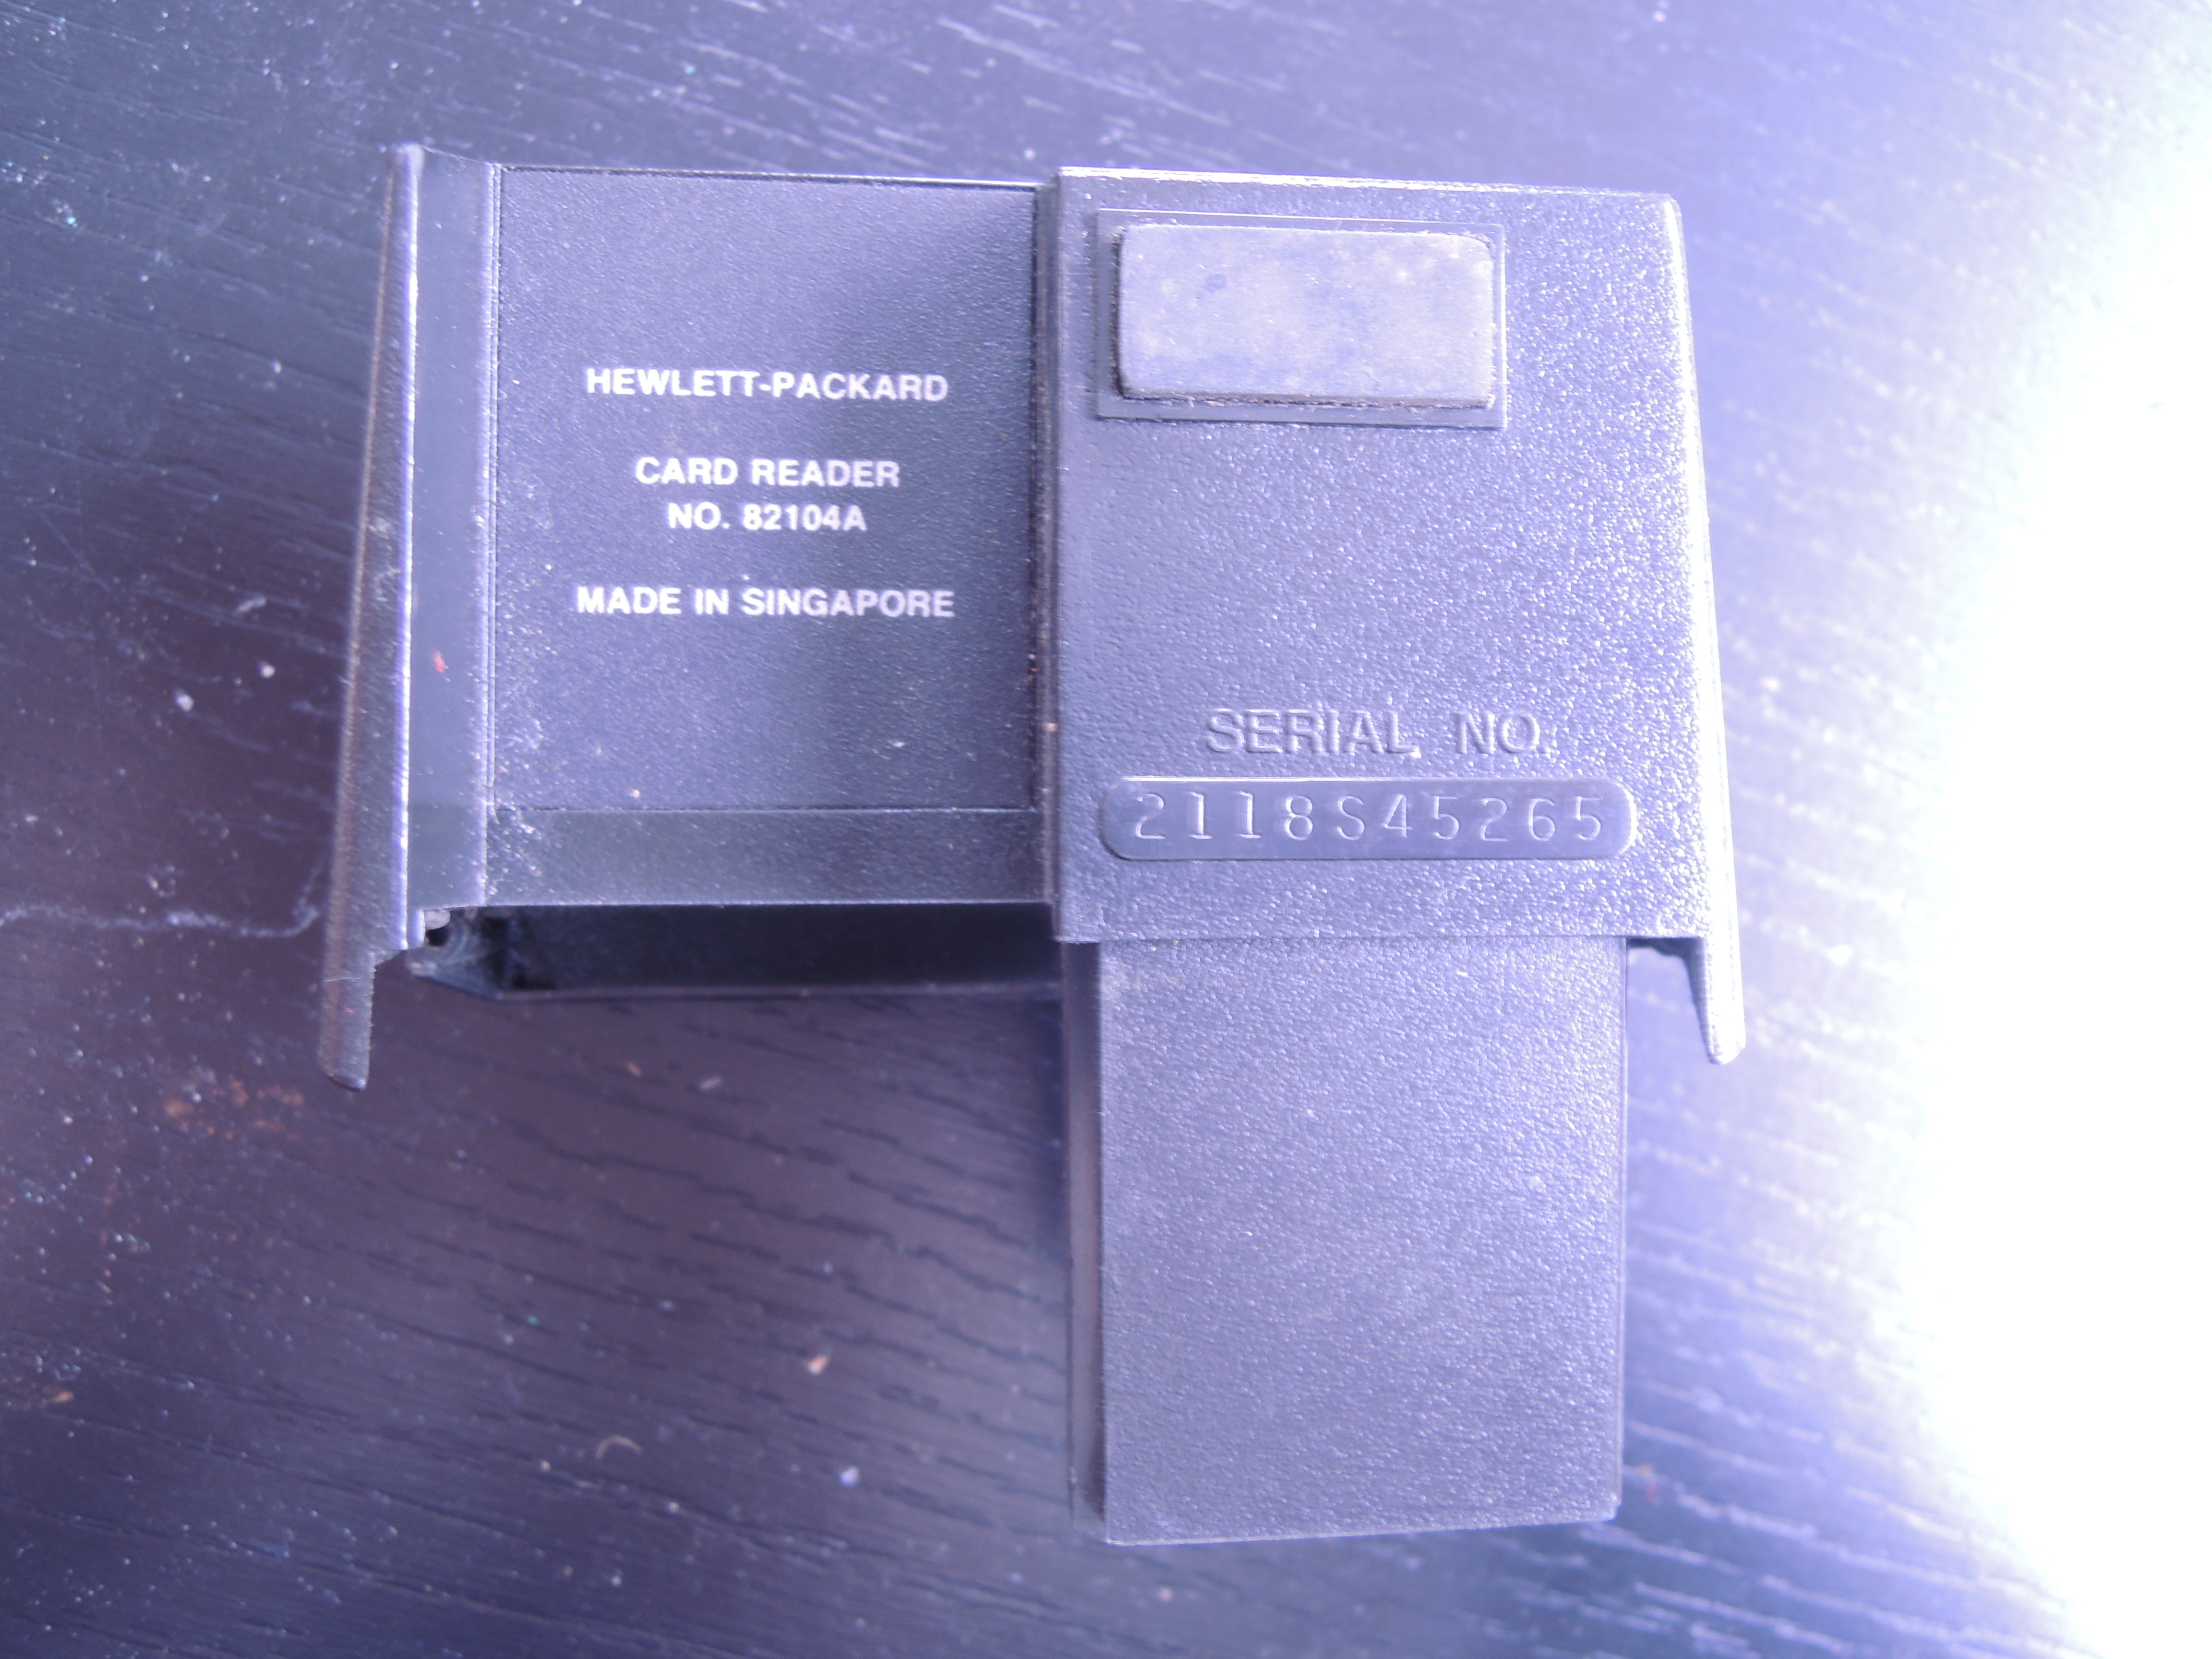 HEWLETT-PACKARD
CARD READER
NO. 82104A
MADE IN SINGAPORE
SERIAL NO.
2118S45265